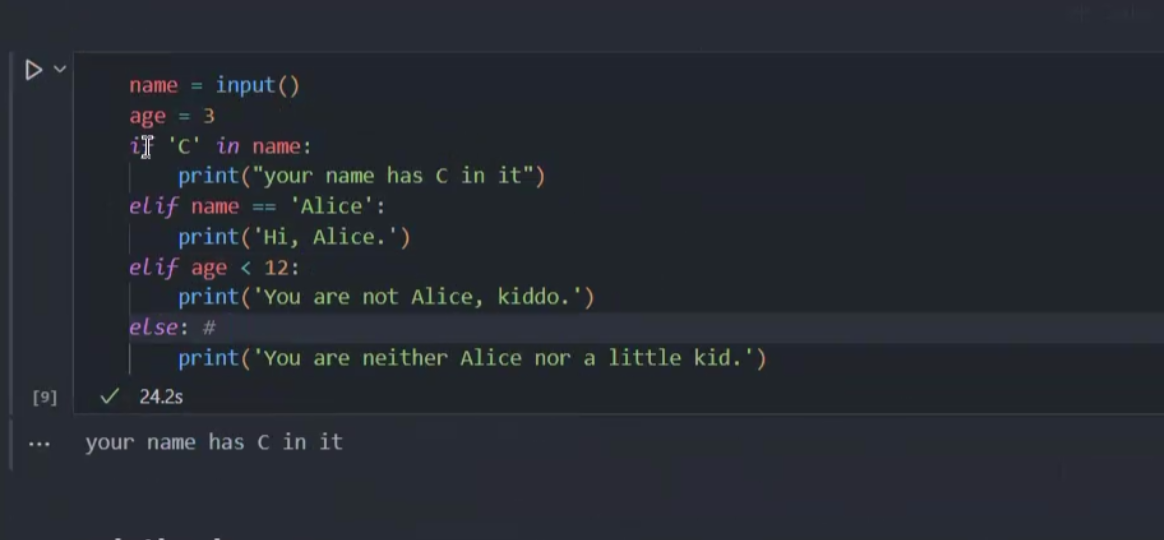 name = input()
age = 3
if 'C' in name:
    print("your name has C in it")
elif name == 'Alice':
    print('Hi, Alice.')
elif age < 12:
    print('You are not Alice, kiddo.')
else: #
    print('You are neither Alice nor a little kid.')
[9] ✓ 24.2s
... your name has C in it